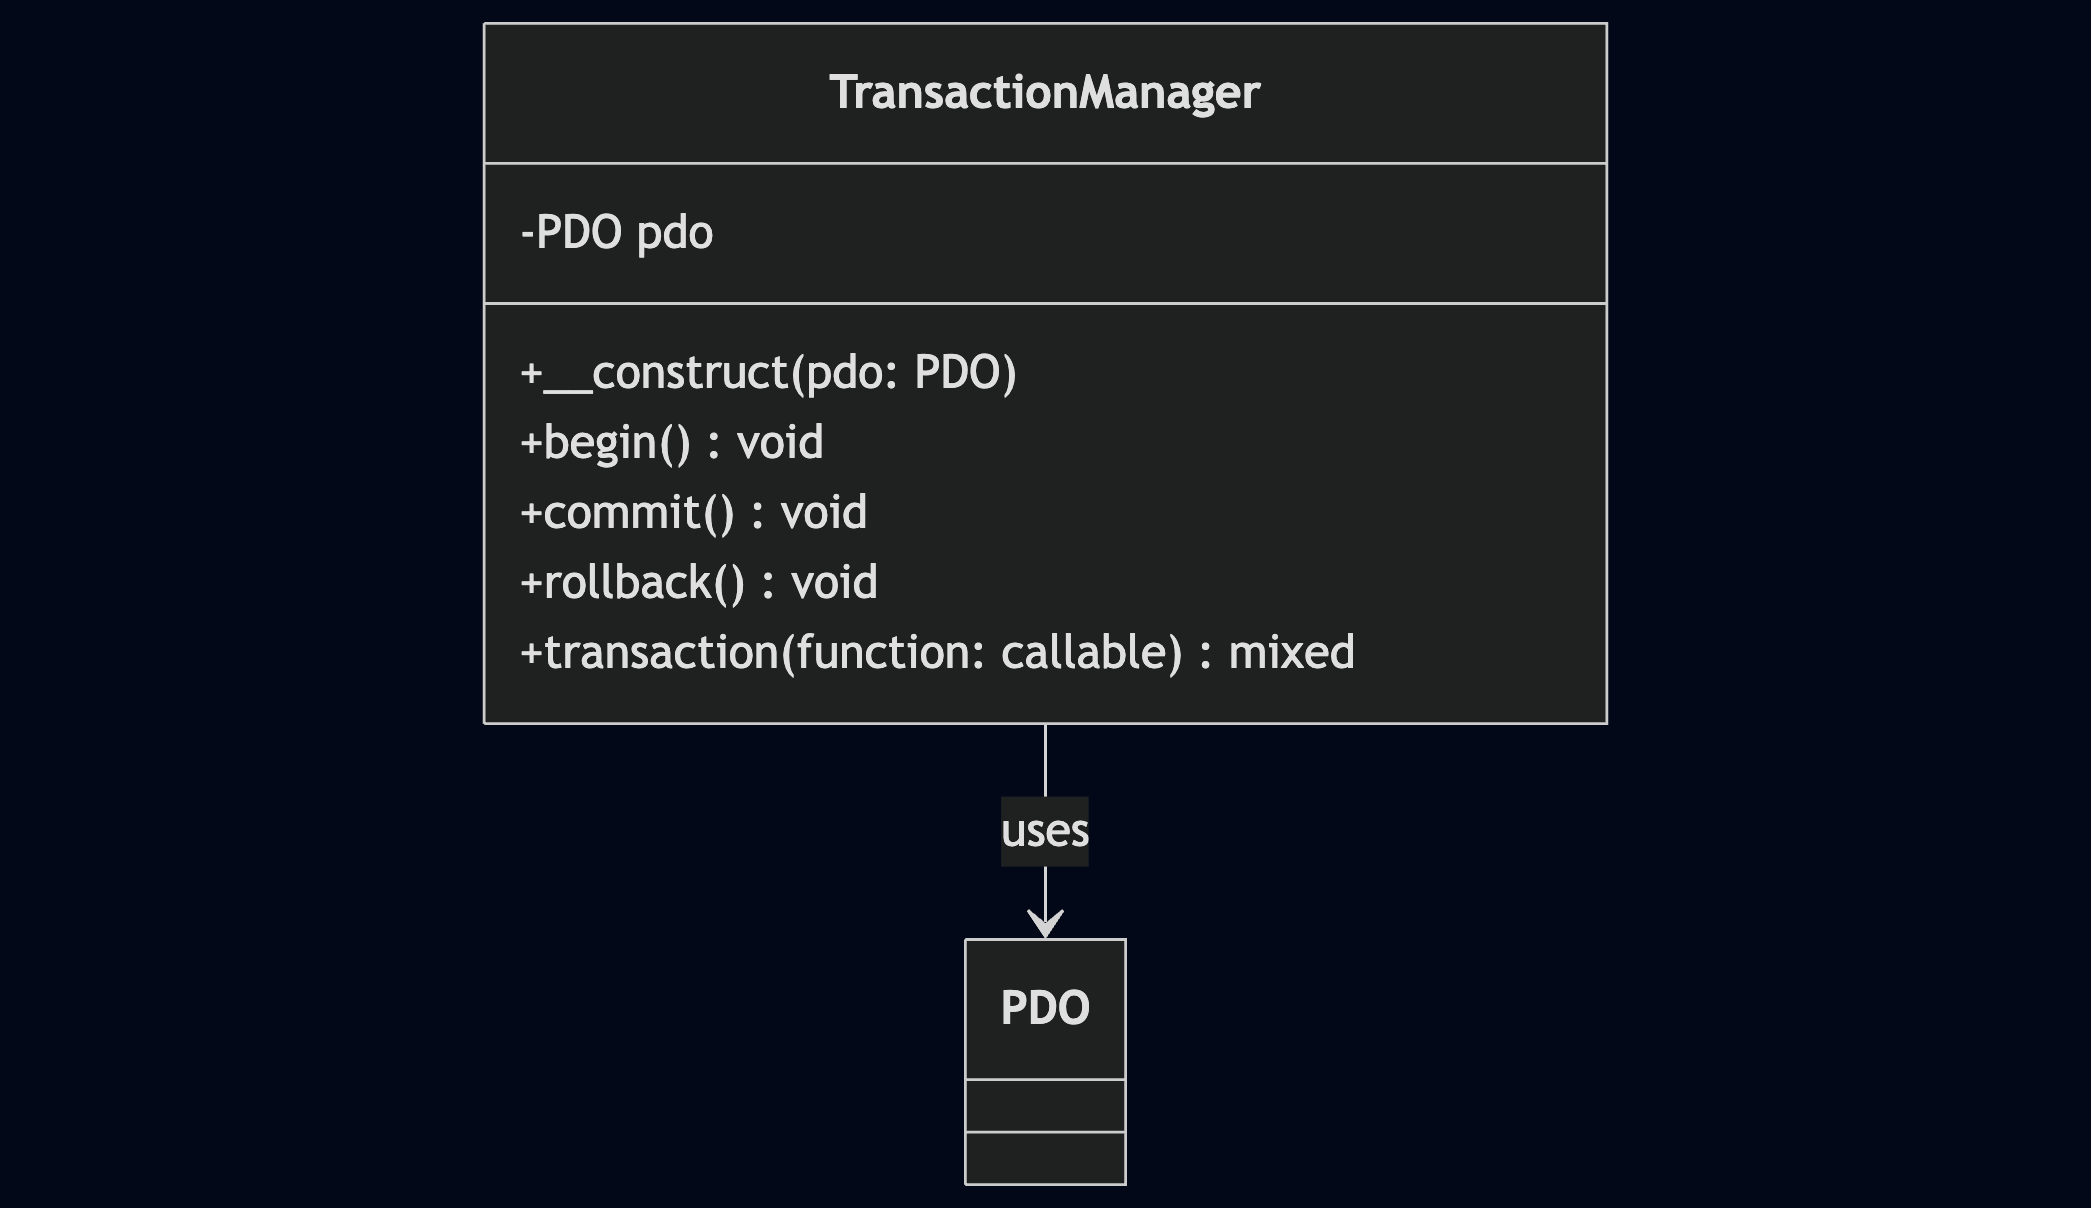 TransactionManager
-PDO pdo
+__construct(pdo: PDO)
+begin() : void
+commit() : void
+rollback() : void
+transaction(function: callable) : mixed
uses
PDO